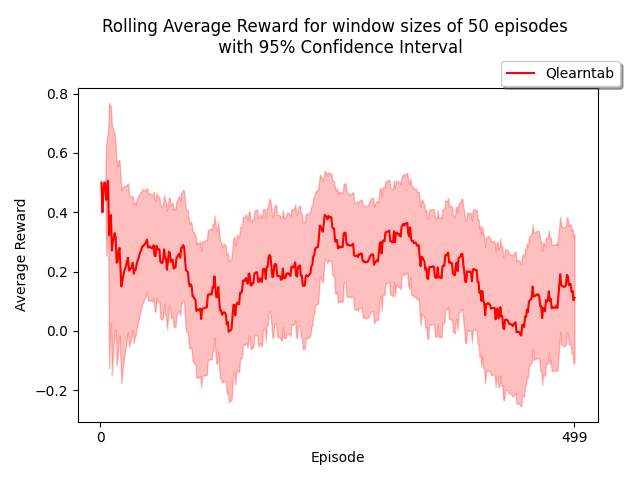 Rolling Average Reward for window sizes of 50 episodes
with 95% Confidence Interval
Qlearntab
0.8
0.6
0.4
0.2
0.0
−0.2
Average Reward
0
499
Episode